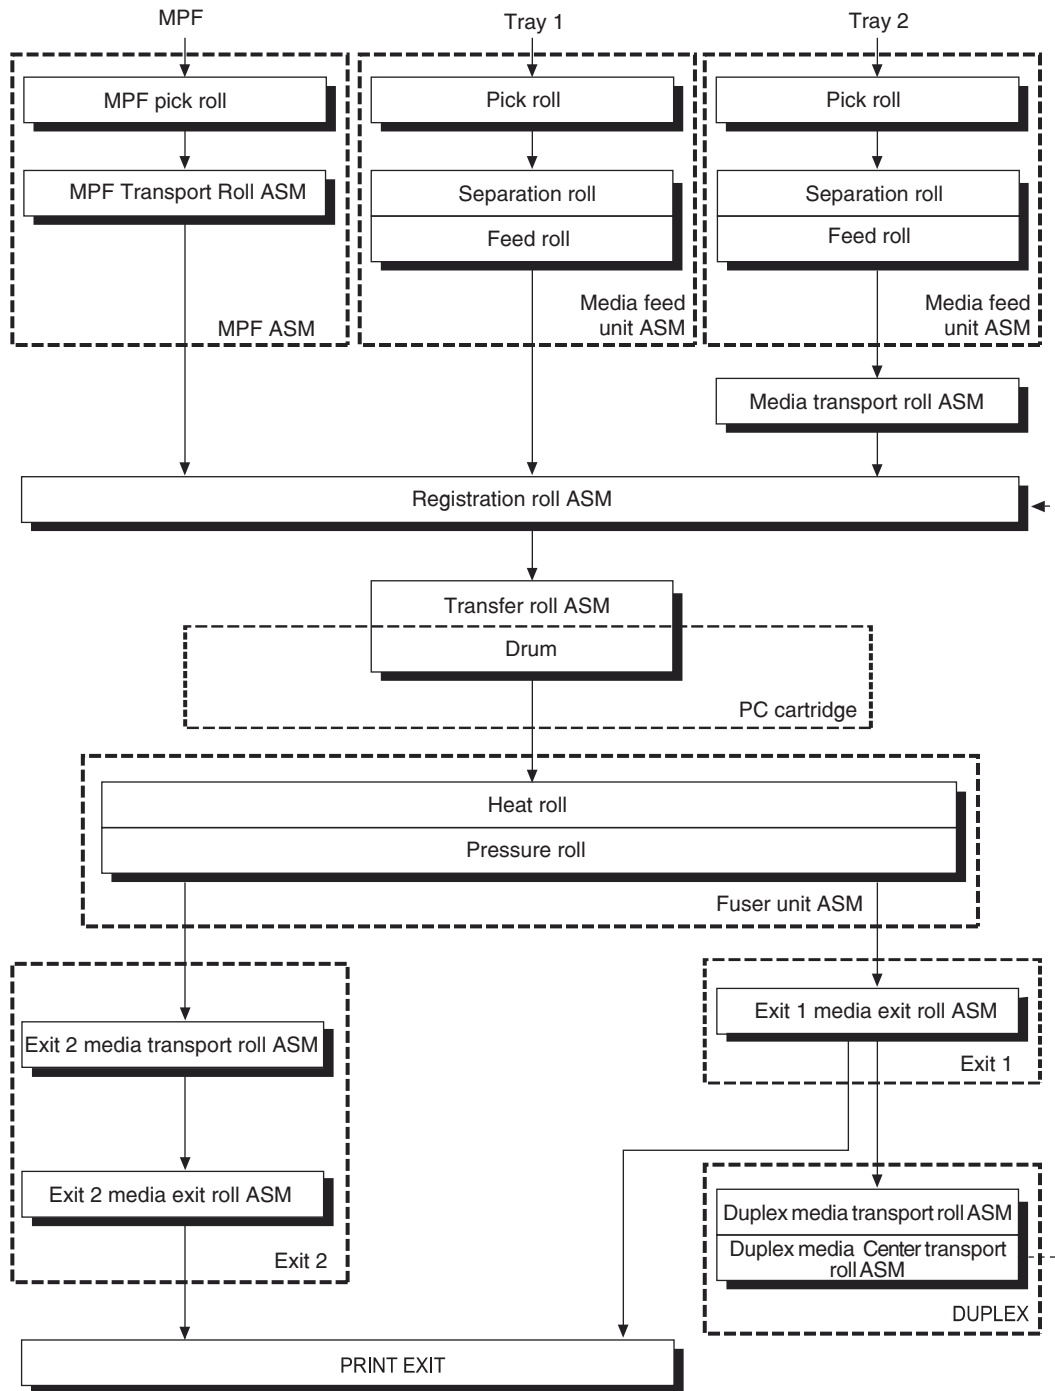 MPF
Tray 1
Tray 2
MPF pick roll
Pick roll
Pick roll
MPF Transport Roll ASM
Separation roll
Feed roll
Separation roll
Feed roll
MPF ASM
Media feed
unit ASM
Media feed
unit ASM
Media transport roll ASM
Registration roll ASM
Transfer roll ASM
Drum
PC cartridge
Heat roll
Pressure roll
Fuser unit ASM
Exit 1 media exit roll ASM
Exit 1
Exit 2 media transport roll ASM
Exit 2 media exit roll ASM
Exit 2
Duplex media transport roll ASM
Duplex media Center transport
roll ASM
DUPLEX
PRINT EXIT